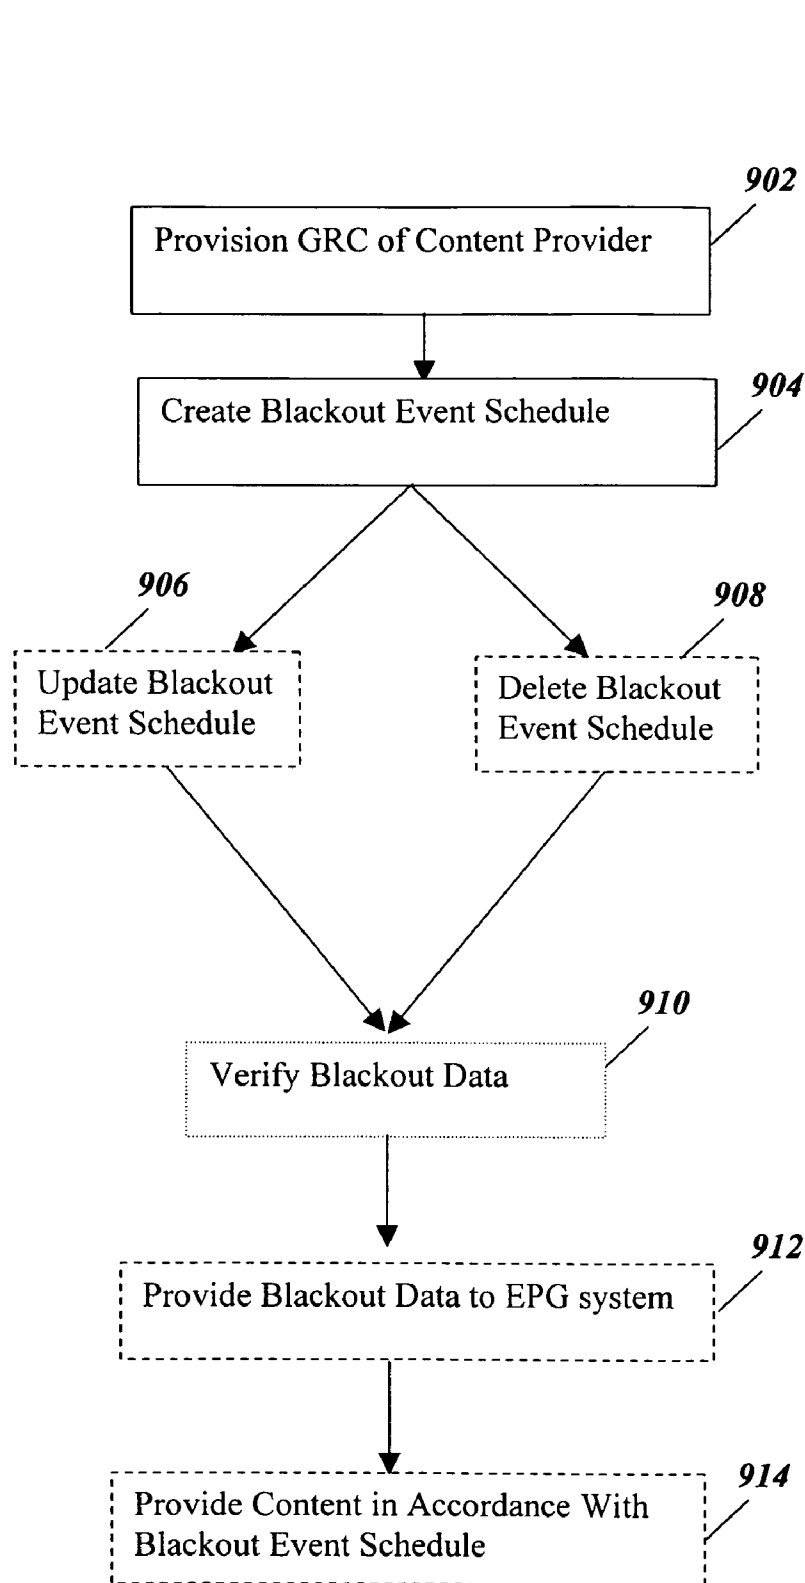 902
Provision GRC of Content Provider
904
Create Blackout Event Schedule
906
908
Update Blackout
Event Schedule
Delete Blackout
Event Schedule
910
Verify Blackout Data
912
Provide Blackout Data to EPG system
914
Provide Content in Accordance With
Blackout Event Schedule